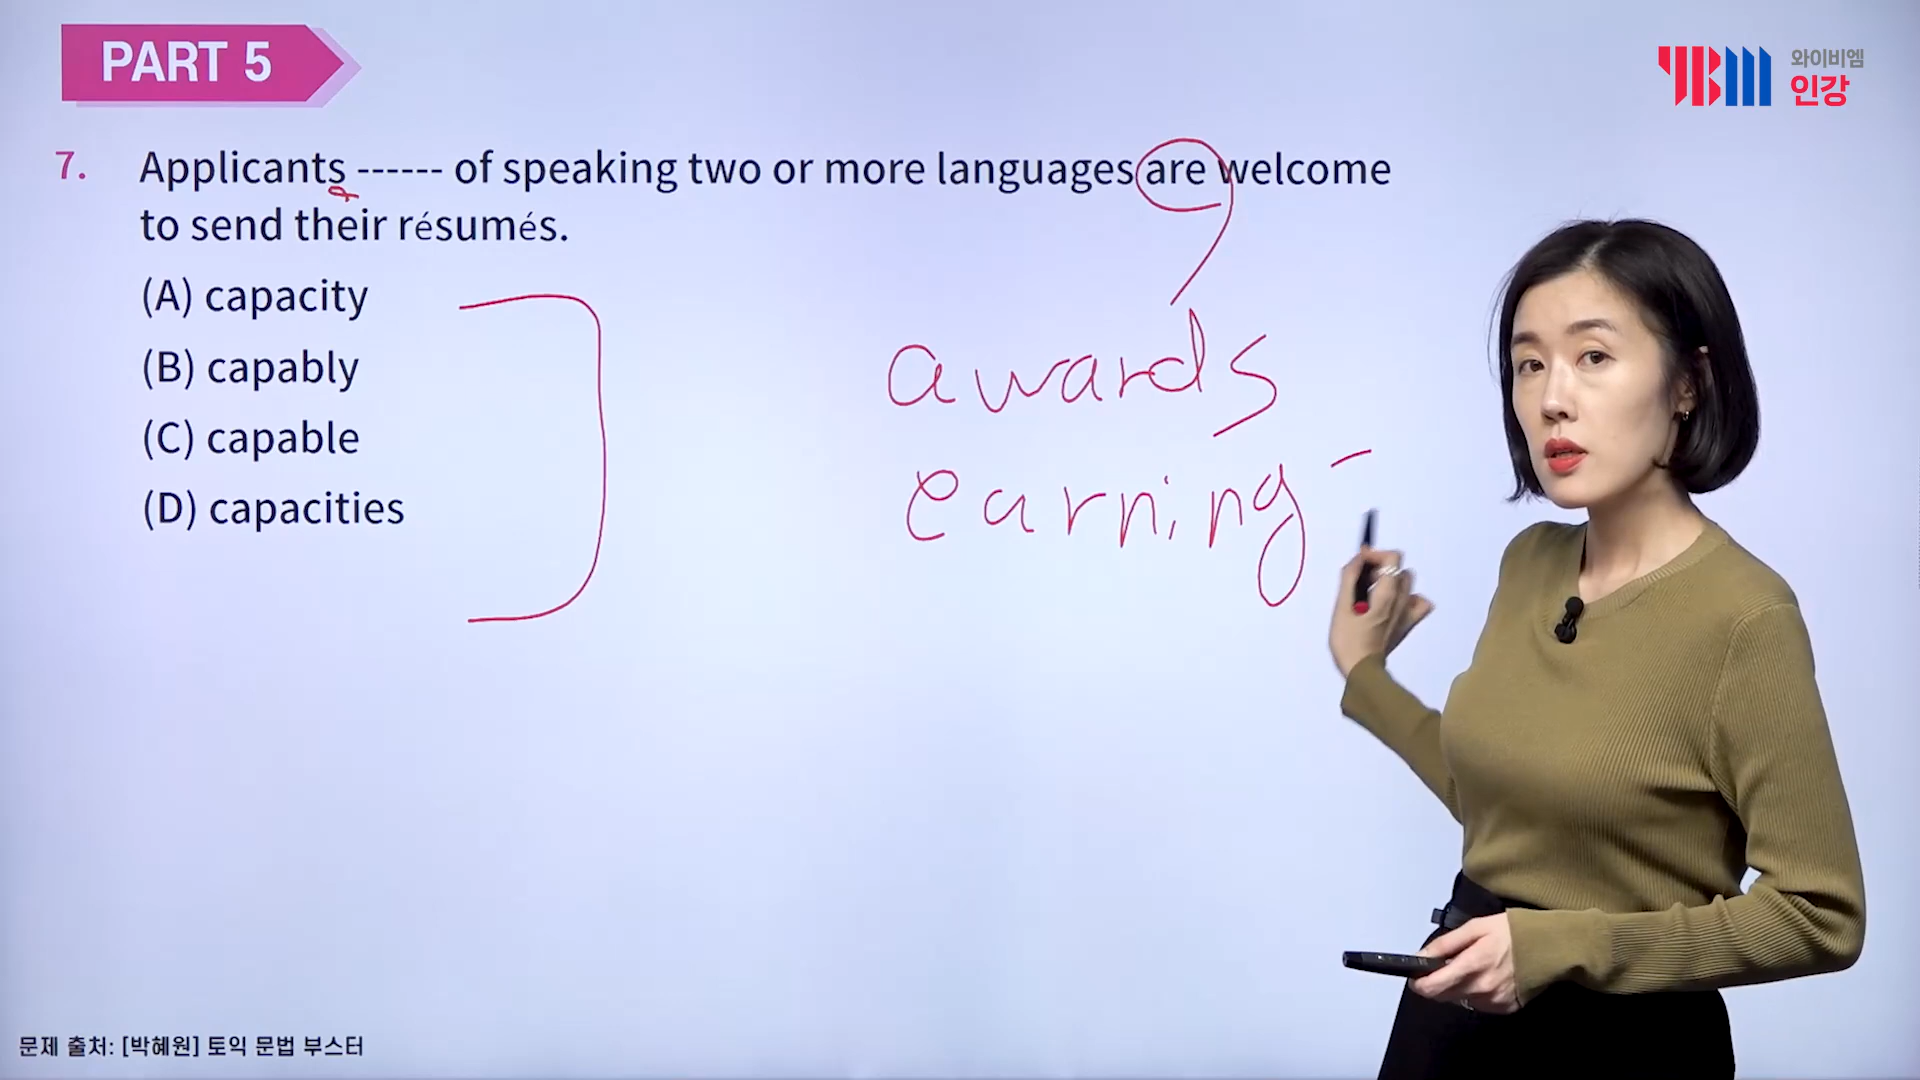 PART 5
YBM 와이비엠
인강
7. Applicants ------ of speaking two or more languages are welcome
to send their résumés.
(A) capacity
(B) capably
(C) capable
(D) capacities
awards
earning
문제 출처: [박혜원] 토익 문법 부스터